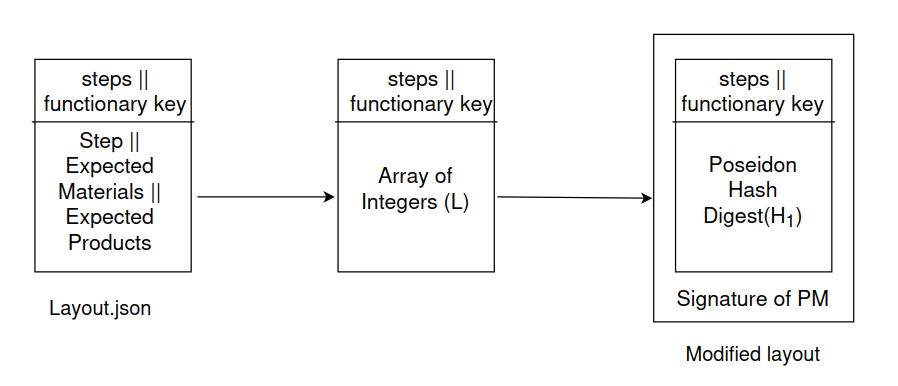 steps ||
functionary key
Step ||
Expected
Materials ||
Expected
Products
Layout.json
steps ||
functionary key
Array of
Integers (L)
steps ||
functionary key
Poseidon
Hash
Digest(H₁)
Signature of PM
Modified layout